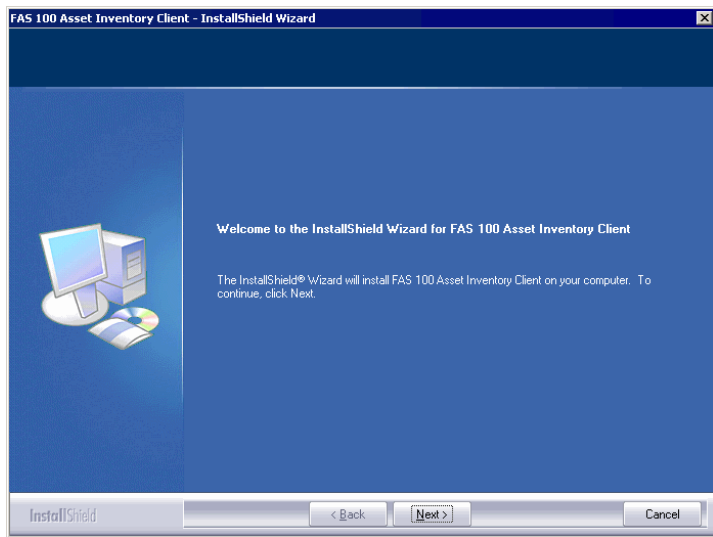 FAS 100 Asset Inventory Client - InstallShield Wizard
Welcome to the InstallShield Wizard for FAS 100 Asset Inventory Client
The InstallShield® Wizard will install FAS 100 Asset Inventory Client on your computer. To
continue, click Next.
InstallShield
< Back
Next >
Cancel